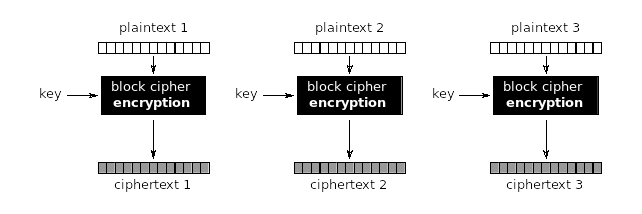 plaintext 1
plaintext 2
plaintext 3
key
block cipher
encryption
key
block cipher
encryption
key
block cipher
encryption
ciphertext 1
ciphertext 2
ciphertext 3